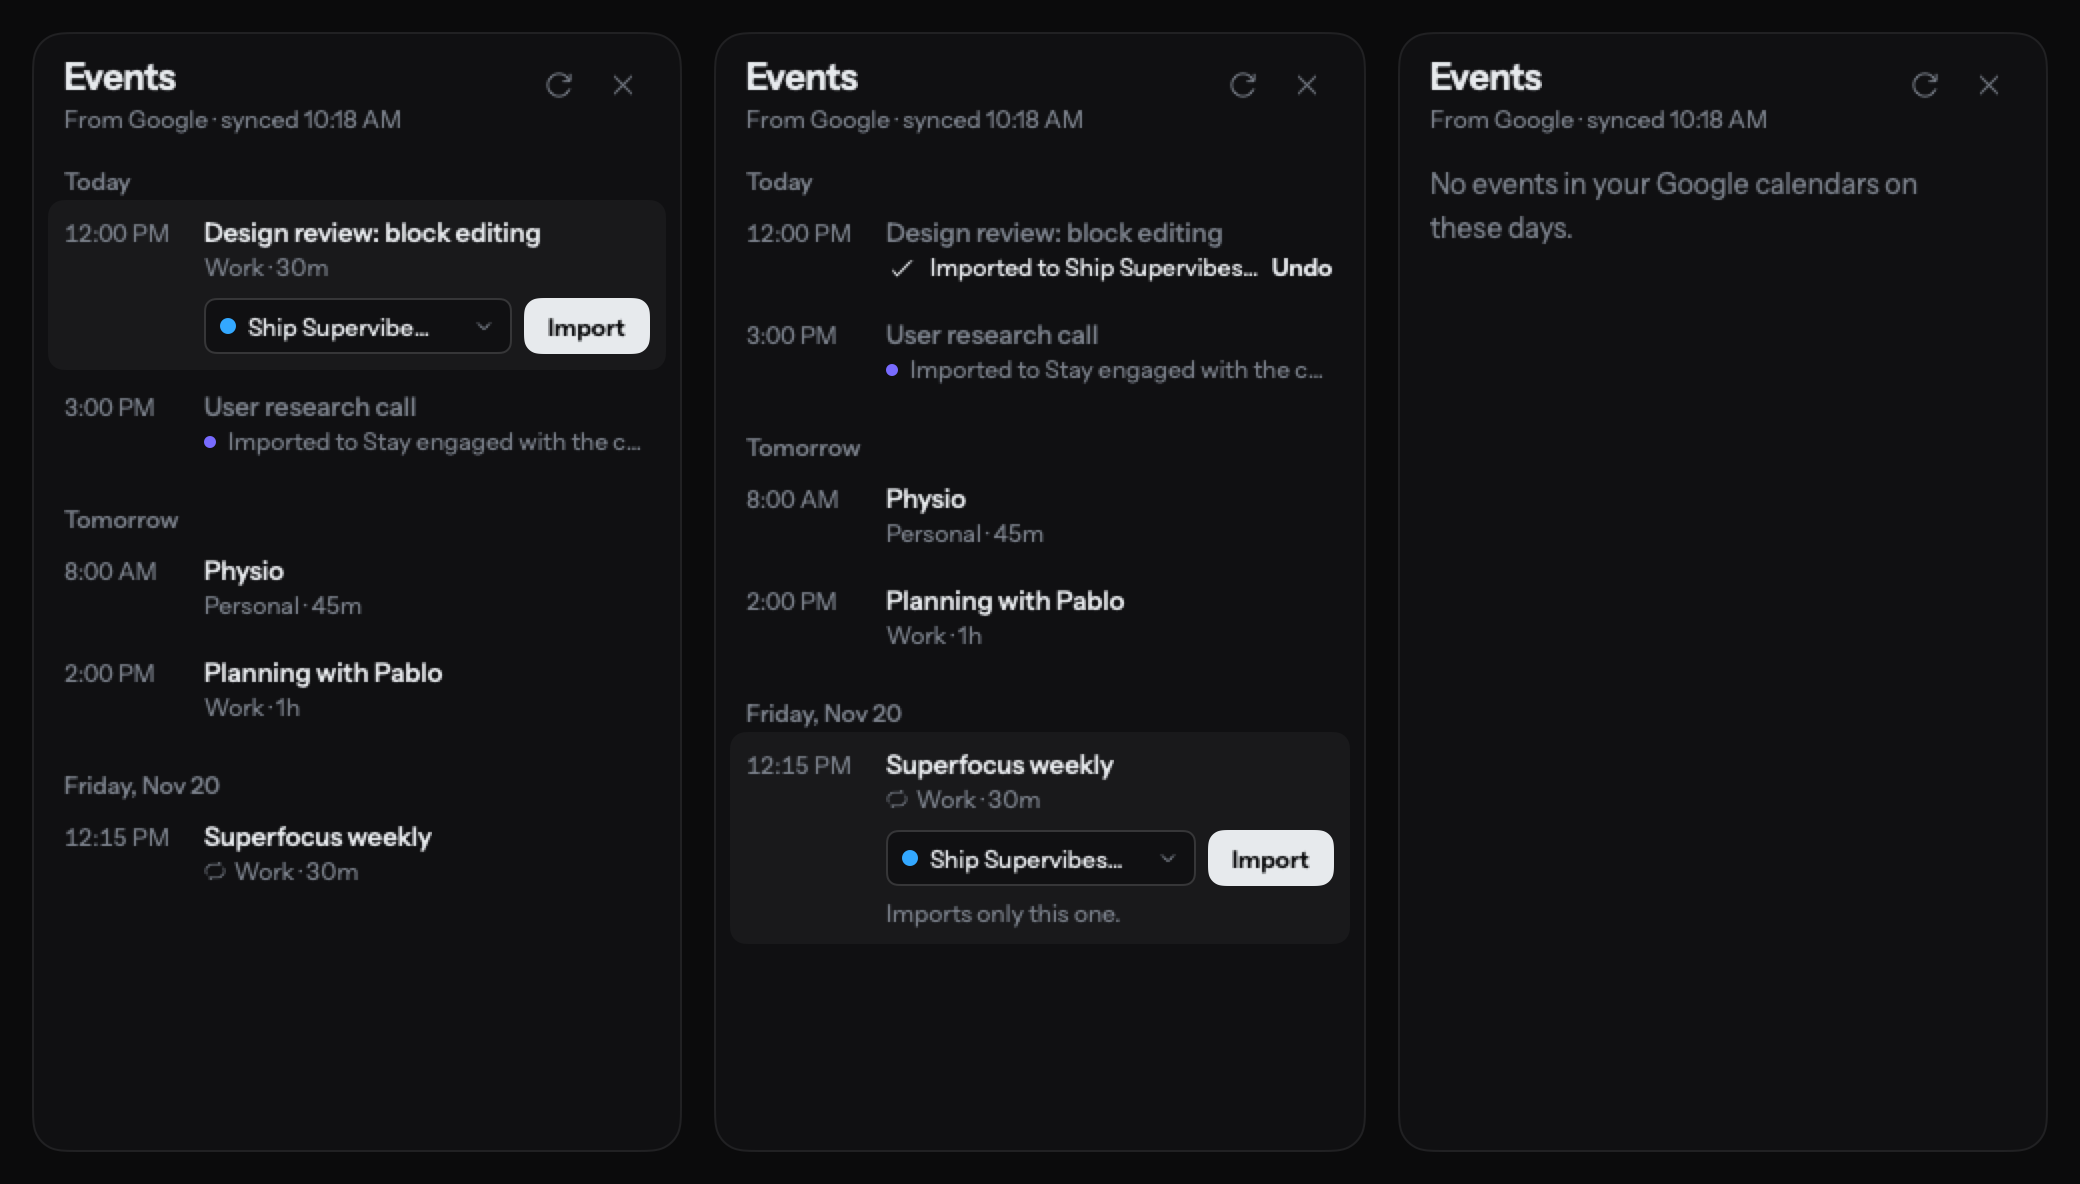 Events
From Google · synced 10:18 AM
Today
12:00 PM Design review: block editing
Work · 30m
Ship Supervibe... Import
3:00 PM User research call
Imported to Stay engaged with the c...
Tomorrow
8:00 AM Physio
Personal · 45m
2:00 PM Planning with Pablo
Work · 1h
Friday, Nov 20
12:15 PM Superfocus weekly
Work · 30m
Events
From Google · synced 10:18 AM
Today
12:00 PM Design review: block editing
Imported to Ship Supervibes... Undo
3:00 PM User research call
Imported to Stay engaged with the c...
Tomorrow
8:00 AM Physio
Personal · 45m
2:00 PM Planning with Pablo
Work · 1h
Friday, Nov 20
12:15 PM Superfocus weekly
Work · 30m
Ship Supervibes... Import
Imports only this one.
Events
From Google · synced 10:18 AM
No events in your Google calendars on
these days.